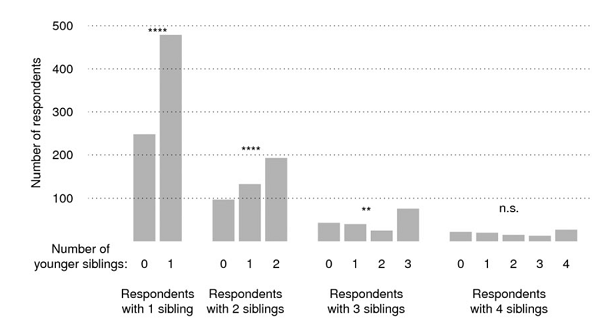 500
****
400
Number of respondents
300
200
****
100
**
n.s.
Number of
younger siblings: 0 1 0 1 2 0 1 2 3 0 1 2 3 4
Respondents
with 1 sibling
Respondents
with 2 siblings
Respondents
with 3 siblings
Respondents
with 4 siblings